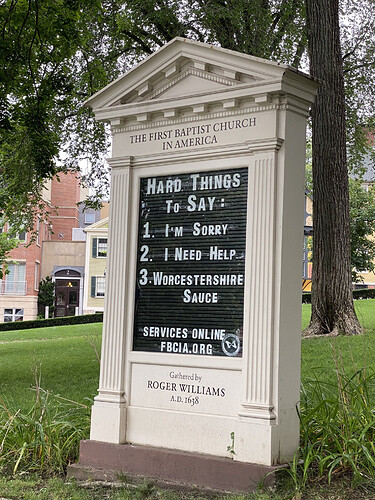 THE FIRST BAPTIST CHURCH
IN AMERICA
HARD THINGS
TO SAY:
1. I'M SORRY
2. I NEED HELP
3. WORCESTERSHIRE
SAUCE
SERVICES ONLINE
FBCIA.ORG
Gathered by
ROGER WILLIAMS
A.D. 1638